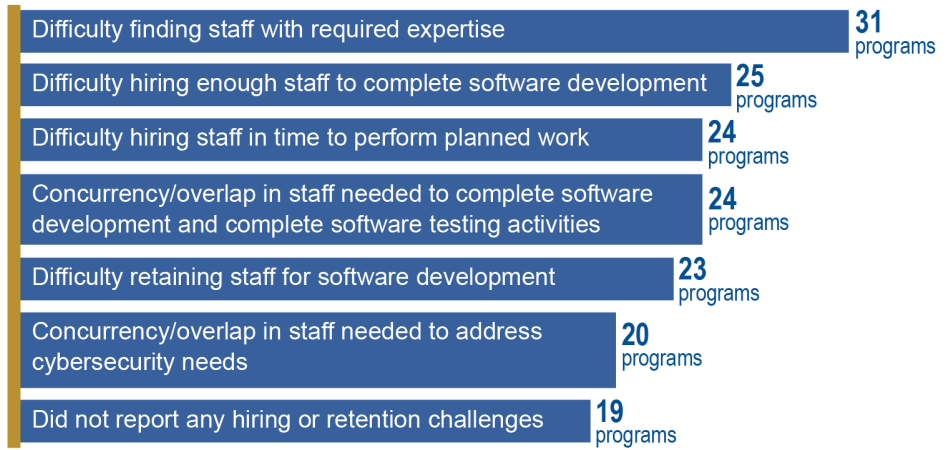 Difficulty finding staff with required expertise
31
programs
Difficulty hiring enough staff to complete software development
25
programs
Difficulty hiring staff in time to perform planned work
24
programs
Concurrency/overlap in staff needed to complete software
development and complete software testing activities
24
programs
Difficulty retaining staff for software development
23
programs
Concurrency/overlap in staff needed to address
cybersecurity needs
20
programs
Did not report any hiring or retention challenges
19
programs